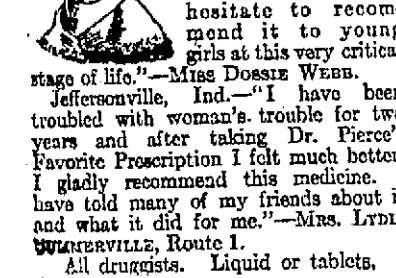 hesitate to recom-
mend it to young
girls at this very critica
stage of life."—MISS DOSSIE WEBB.
Jeffersonville, Ind.—"I have been
troubled with woman's trouble for two
years and after taking Dr. Pierce'
Favorite Prescription I felt much better
I gladly recommend this medicine.
have told many of my friends about i
and what it did for me."—MRS. LYDI
Route 1.
All druggists. Liquid or tablets.